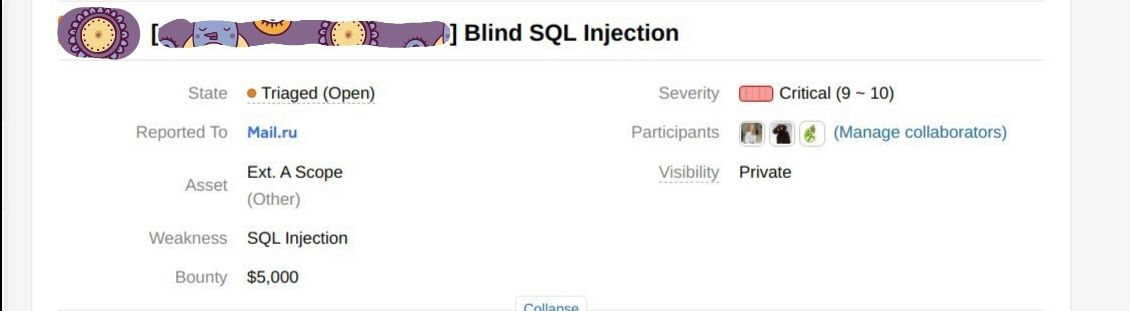 [ ] Blind SQL Injection
State Triaged (Open) Severity Critical (9 ~ 10)
Reported To Mail.ru Participants (Manage collaborators)
Asset Ext. A Scope Visibility Private
(Other)
Weakness SQL Injection
Bounty $5,000
Collapse